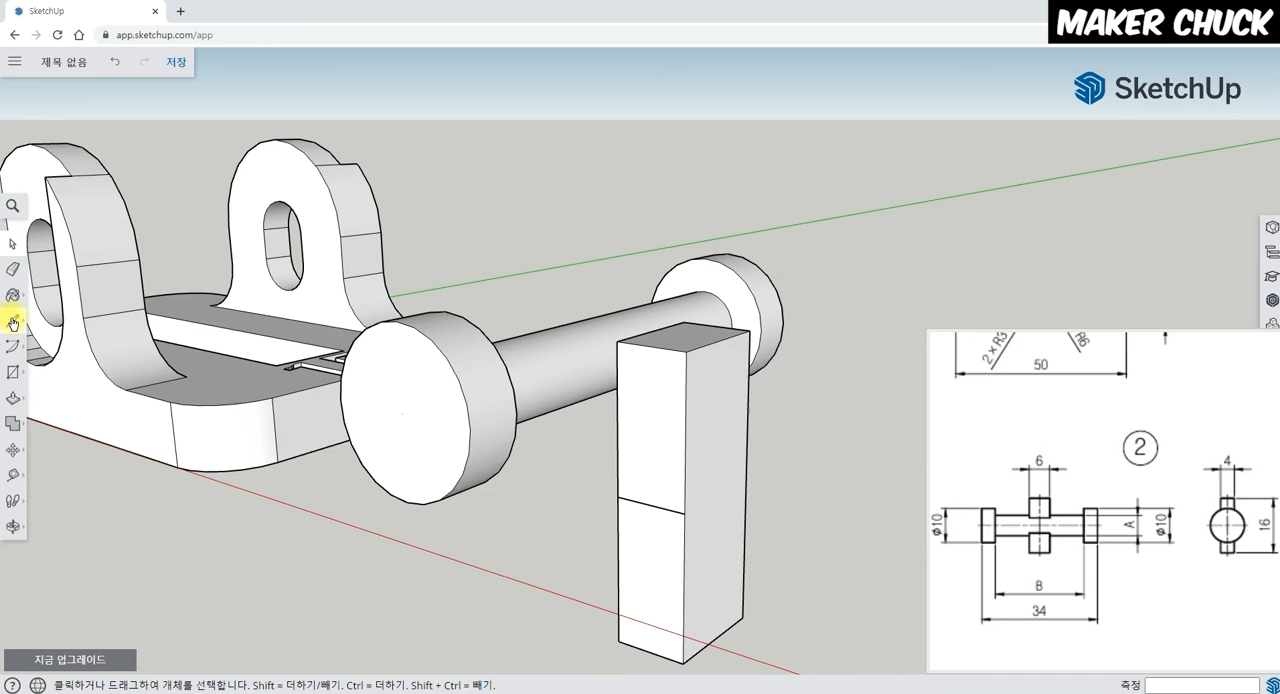 SketchUp
MAKER CHUCK
app.sketchup.com/app
제목 없음
저장
SketchUp
2 x R3
R6
50
2
6
4
φ10
A
φ10
16
B
34
지금 업그레이드
클릭하거나 드래그하여 개체를 선택합니다. Shift = 더하기/빼기. Ctrl = 더하기. Shift + Ctrl = 빼기.
측정